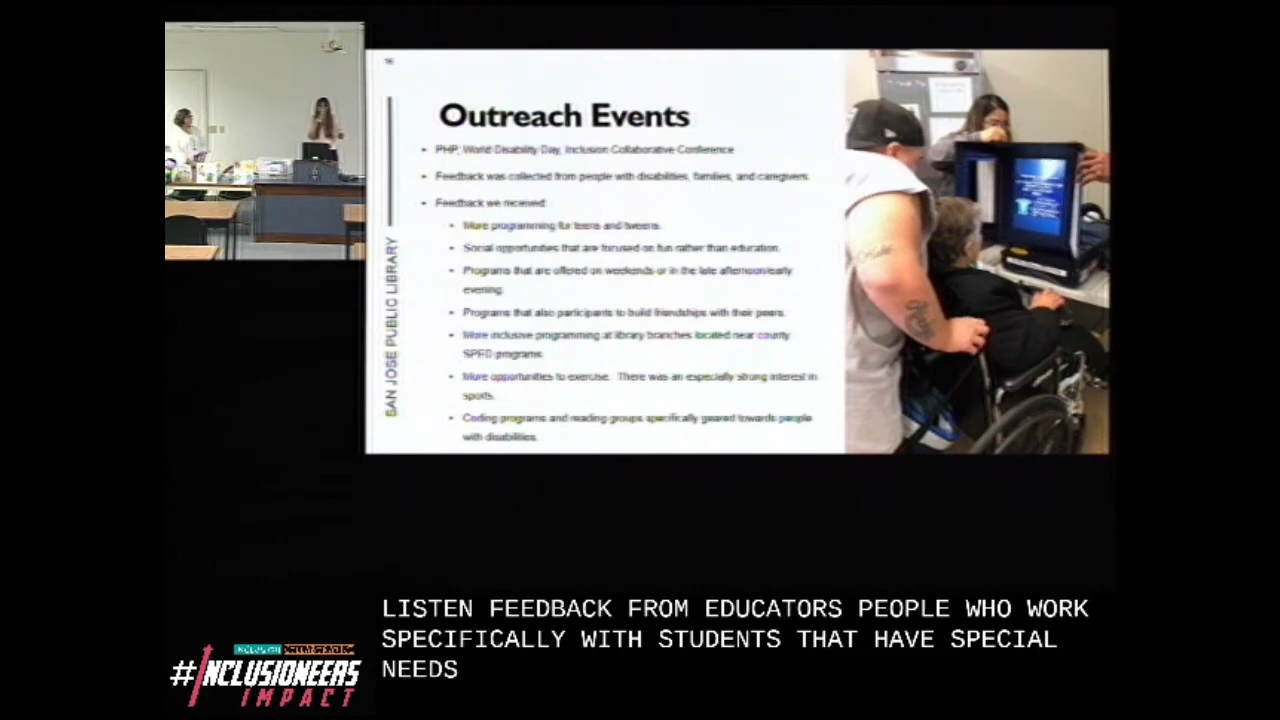 16
Outreach Events
• PHP, World Disability Day, Inclusion Collaborative Conference
• Feedback was collected from people with disabilities, families, and caregivers.
• Feedback we received:
• More programming for teens and tweens.
• Social opportunities that are focused on fun rather than education.
• Programs that are offered on weekends or in the late afternoon/early
evening.
• Programs that also participants to build friendships with their peers.
• More inclusive programming at library branches located near county
SPED programs.
• More opportunities to exercise. There was an especially strong interest in
sports.
• Coding programs and reading groups specifically geared towards people
with disabilities.
SAN JOSE PUBLIC LIBRARY
LISTEN FEEDBACK FROM EDUCATORS PEOPLE WHO WORK
SPECIFICALLY WITH STUDENTS THAT HAVE SPECIAL
NEEDS
INCLUSION
#INCLUSIONEERS
IMPACT